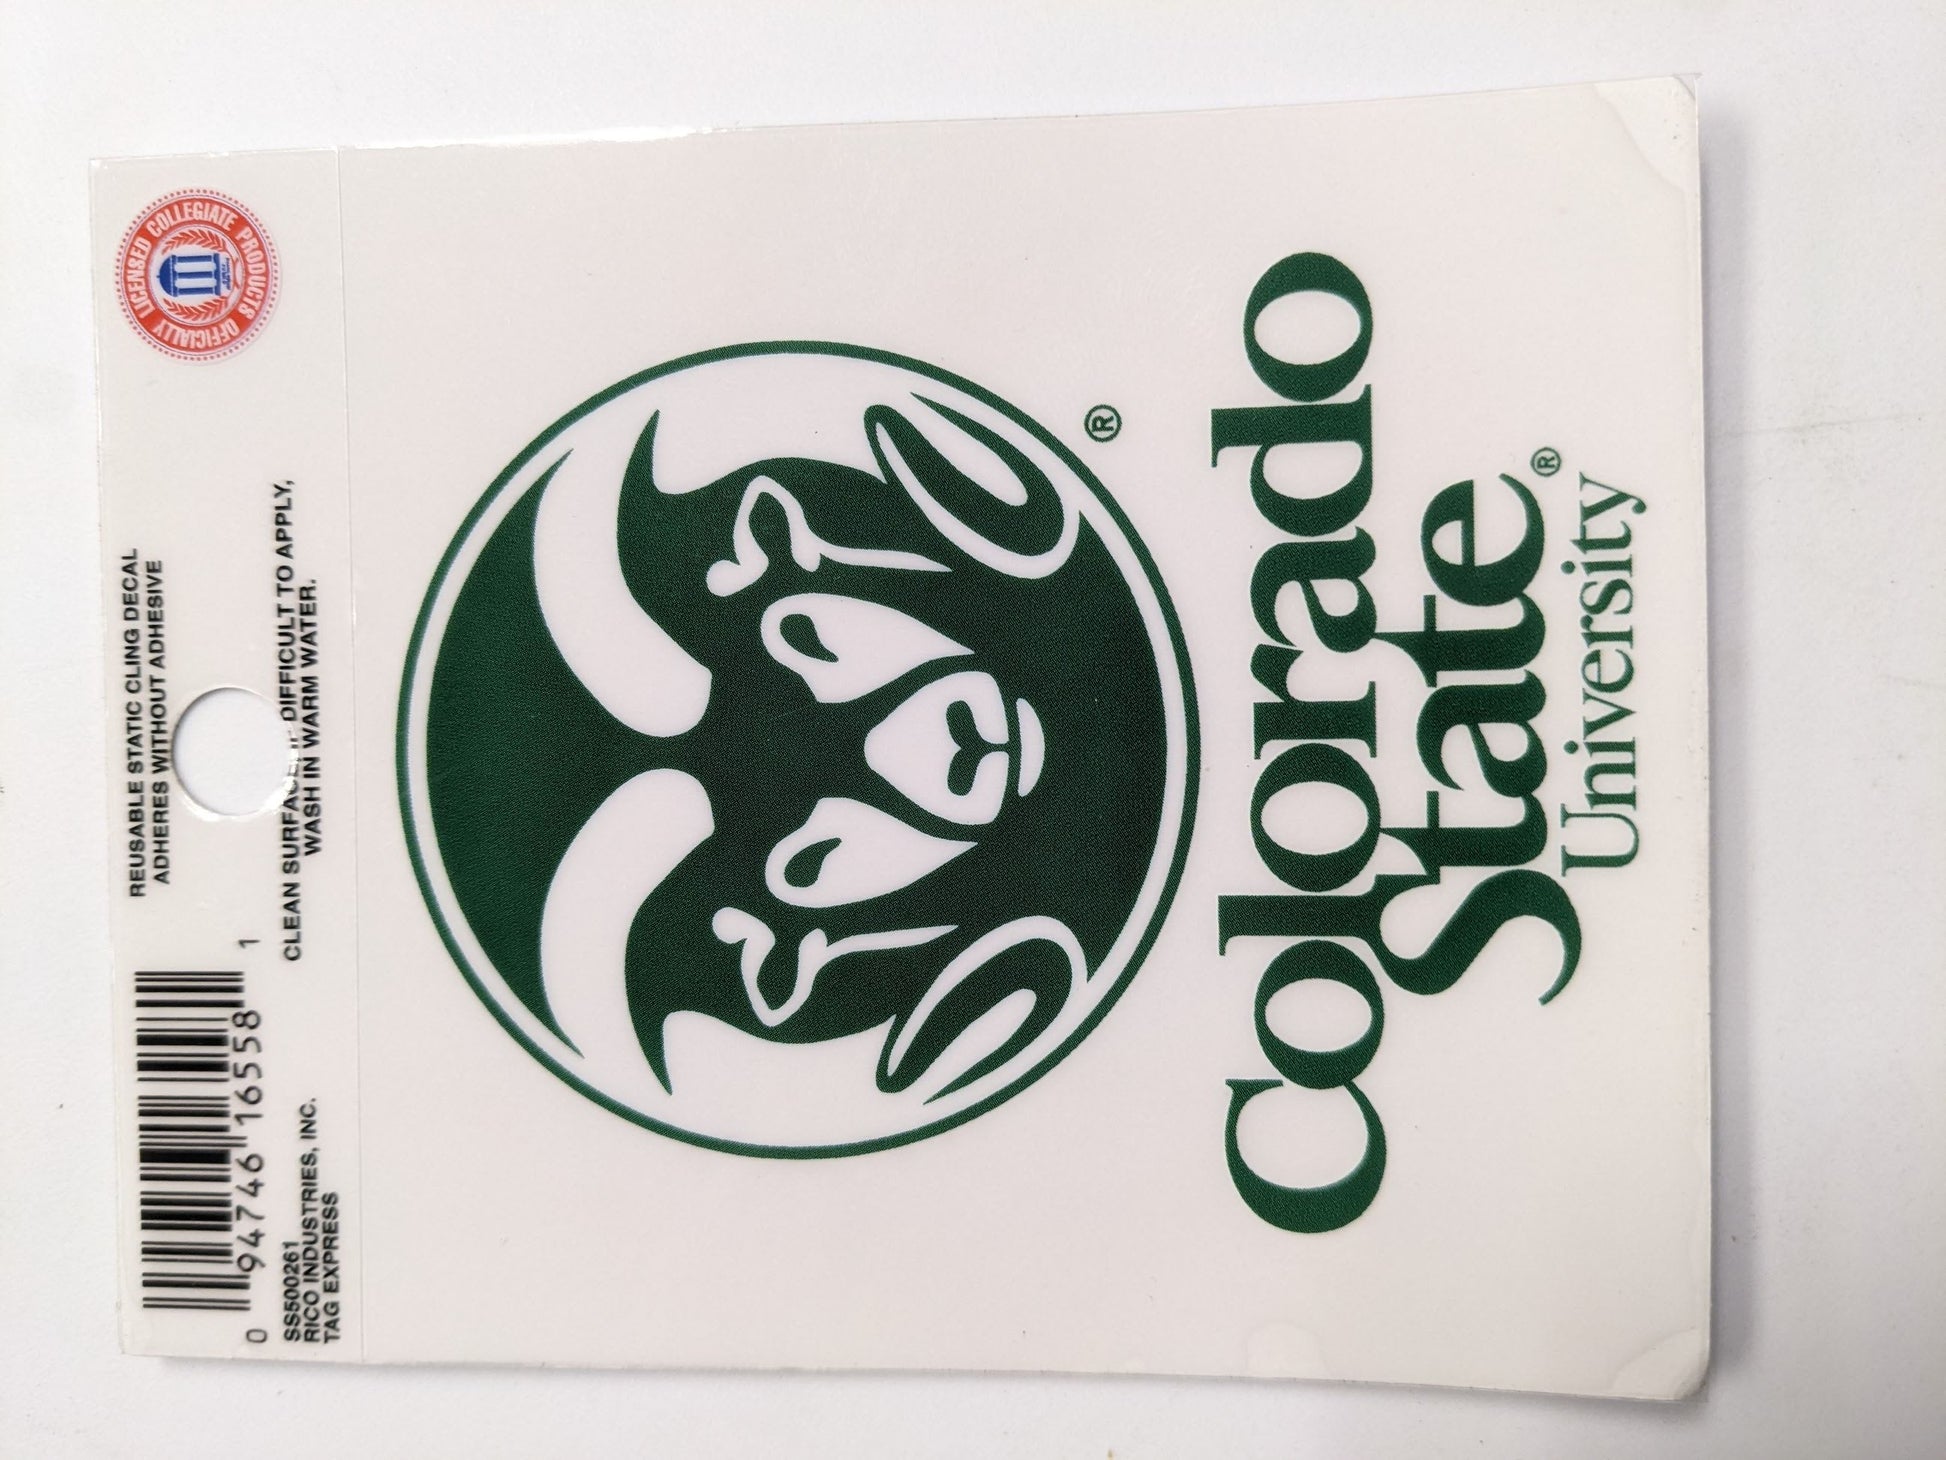 REUSABLE STATIC CLING DECAL
ADHERES WITHOUT ADHESIVE
OFFICIALLY LICENSED COLLEGIATE PRODUCTS
0 94746 16558 1
CLEAN SURFACE. IF DIFFICULT TO APPLY,
WASH IN WARM WATER.
SS500261
RICO INDUSTRIES, INC.
TAG EXPRESS
®
Colorado
State®
University